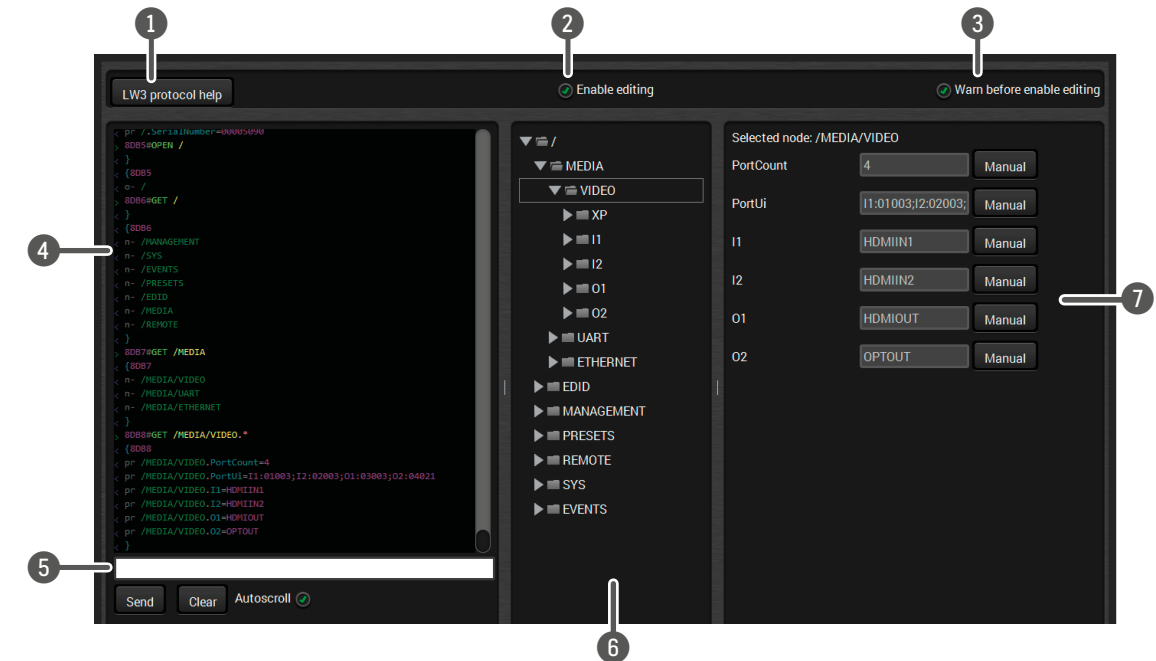 1
2
3
LW3 protocol help
Enable editing
Warn before enable editing
4
< pr /.SerialNumber=00005090
> 8DB5#OPEN /
< }
< {8DB5
< o- /
> 8DB6#GET /
< }
< {8DB6
< n- /MANAGEMENT
< n- /SYS
< n- /EVENTS
< n- /PRESETS
< n- /EDID
< n- /MEDIA
< n- /REMOTE
< }
> 8DB7#GET /MEDIA
< {8DB7
< n- /MEDIA/VIDEO
< n- /MEDIA/UART
< n- /MEDIA/ETHERNET
< }
> 8DB8#GET /MEDIA/VIDEO.*
< {8DB8
< pr /MEDIA/VIDEO.PortCount=4
< pr /MEDIA/VIDEO.PortUi=I1:01003;I2:02003;O1:03003;O2:04021
< pr /MEDIA/VIDEO.I1=HDMIIN1
< pr /MEDIA/VIDEO.I2=HDMIIN2
< pr /MEDIA/VIDEO.O1=HDMIOUT
< pr /MEDIA/VIDEO.O2=OPTOUT
< }
5
Send
Clear
Autoscroll
/
MEDIA
VIDEO
XP
I1
I2
O1
O2
UART
ETHERNET
EDID
MANAGEMENT
PRESETS
REMOTE
SYS
EVENTS
6
Selected node: /MEDIA/VIDEO
PortCount 4 Manual
PortUi I1:01003;I2:02003; Manual
I1 HDMIIN1 Manual
I2 HDMIIN2 Manual
O1 HDMIOUT Manual
O2 OPTOUT Manual
7